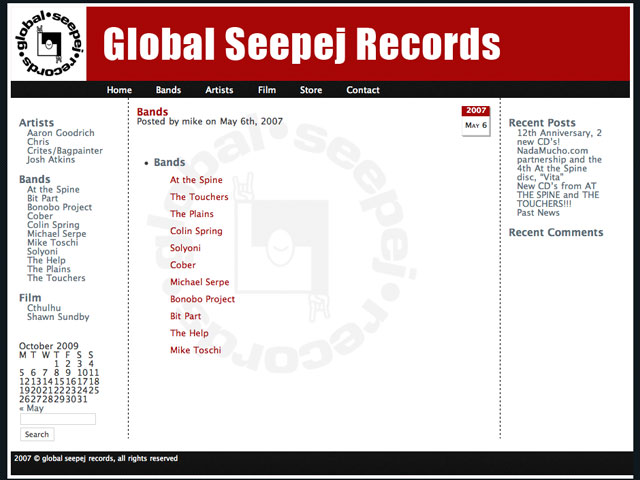 global • seepej • records •
Global Seepej Records
Home Bands Artists Film Store Contact
Artists
Aaron Goodrich
Chris
Crites/Bagpainter
Josh Atkins
Bands
At the Spine
Bit Part
Bonobo Project
Cober
Colin Spring
Michael Serpe
Mike Toschi
Solyoni
The Help
The Plains
The Touchers
Film
Cthulhu
Shawn Sundby
October 2009
M T W T F S S
1 2 3 4
5 6 7 8 9 10 11
12 13 14 15 16 17 18
19 20 21 22 23 24 25
26 27 28 29 30 31
« May
Search
Bands
Posted by mike on May 6th, 2007
2007
May 6
• Bands
At the Spine
The Touchers
The Plains
Colin Spring
Solyoni
Cober
Michael Serpe
Bonobo Project
Bit Part
The Help
Mike Toschi
global • seepej • records •
Recent Posts
12th Anniversary, 2
new CD's!
NadaMucho.com
partnership and the
4th At the Spine
disc, "Vita"
New CD's from AT
THE SPINE and THE
TOUCHERS!!!
Past News
Recent Comments
2007 © global seepej records, all rights reserved